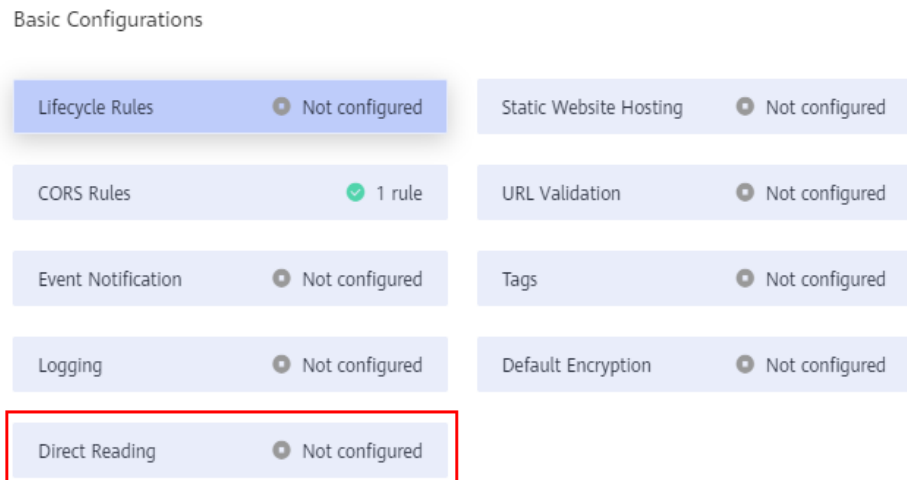 Basic Configurations
Lifecycle Rules Not configured Static Website Hosting Not configured
CORS Rules 1 rule URL Validation Not configured
Event Notification Not configured Tags Not configured
Logging Not configured Default Encryption Not configured
Direct Reading Not configured